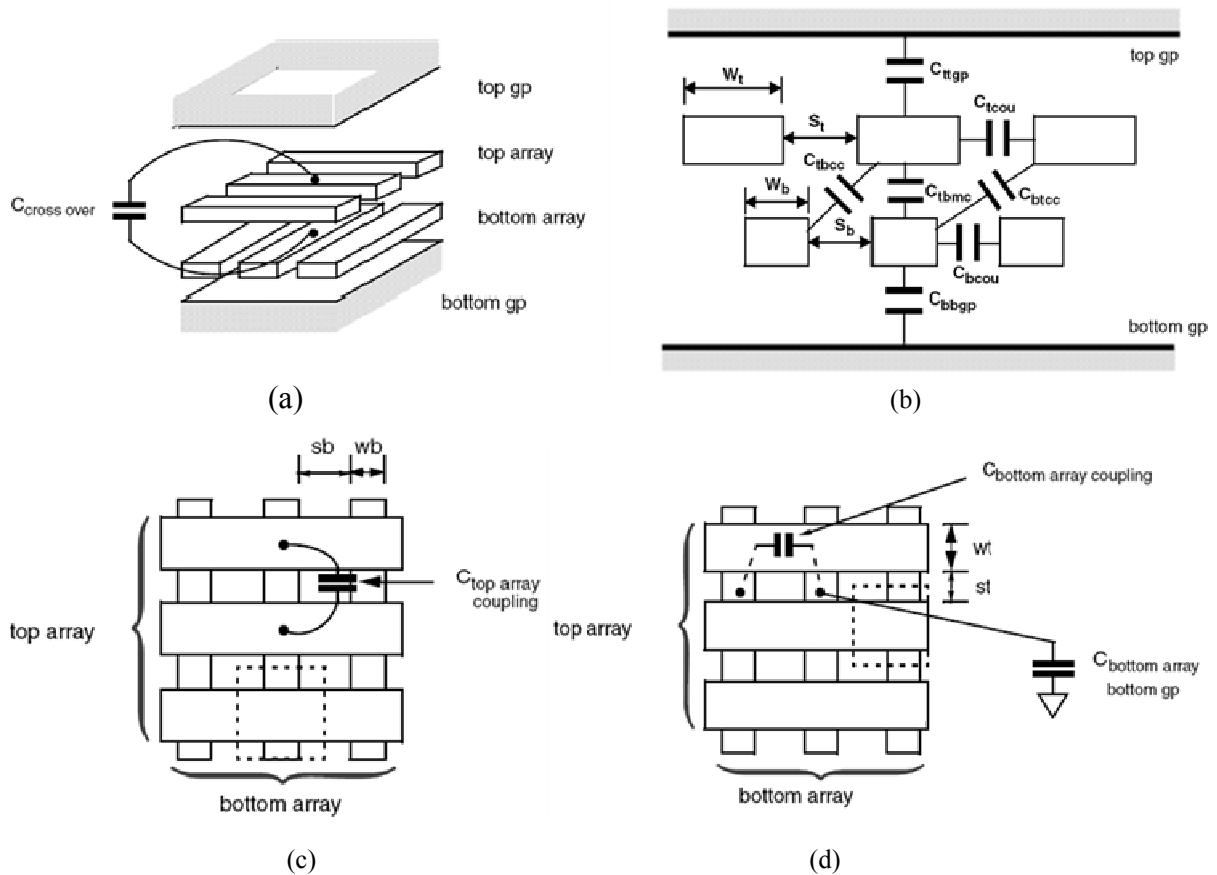 top gp
top array
C cross over
bottom array
bottom gp
(a)
top gp
Cttgp
Wt
Ctcou
St
Ctbcc
Wb
Ctbmc
Cbtcc
Sb
Cbcou
Cbbgp
bottom gp
(b)
sb wb
C top array
coupling
top array
bottom array
(c)
C bottom array coupling
wt
st
top array
C bottom array
bottom gp
bottom array
(d)